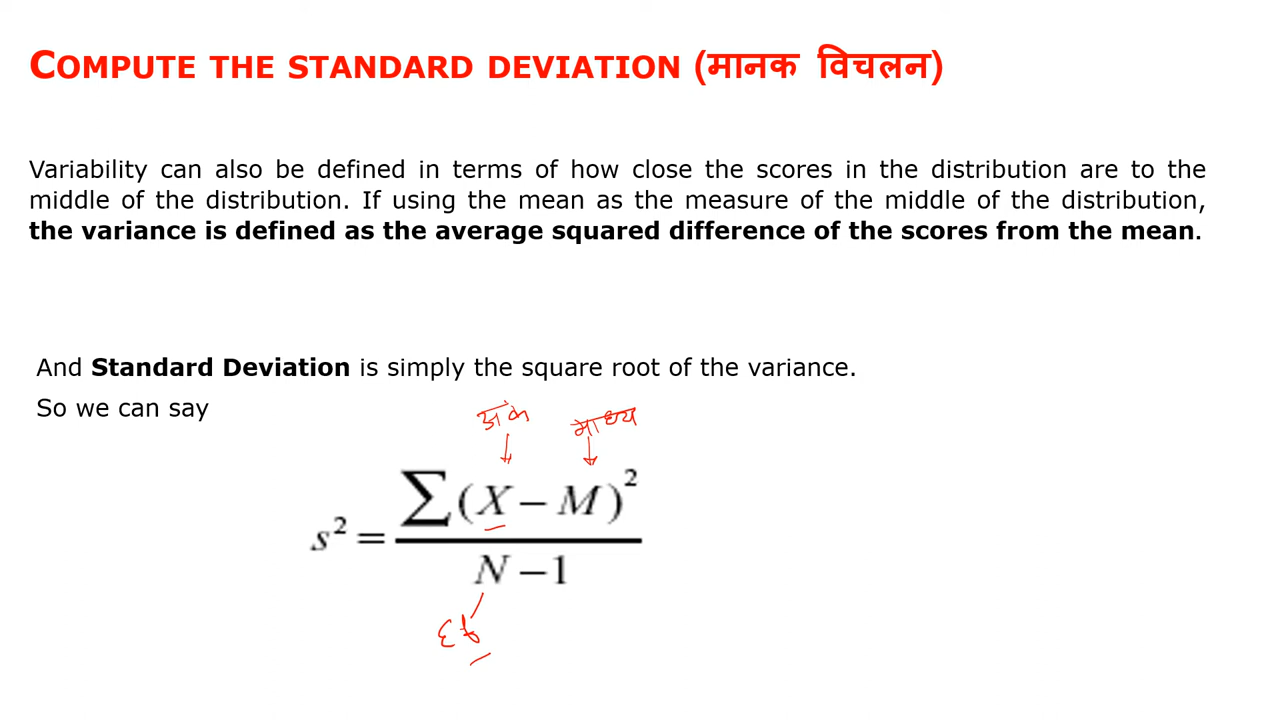 COMPUTE THE STANDARD DEVIATION (मानक विचलन)
Variability can also be defined in terms of how close the scores in the distribution are to the
middle of the distribution. If using the mean as the measure of the middle of the distribution,
the variance is defined as the average squared difference of the scores from the mean.
And Standard Deviation is simply the square root of the variance.
So we can say
अंक माध्य
s² = ∑(X − M)² / N − 1
Σf